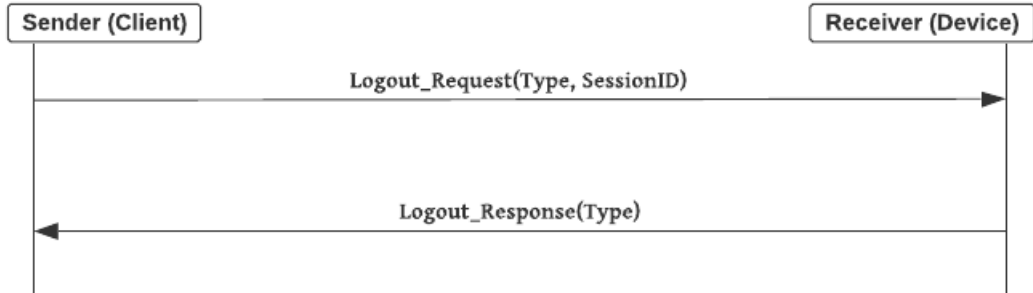 Sender (Client)
Receiver (Device)
Logout_Request(Type, SessionID)
Logout_Response(Type)